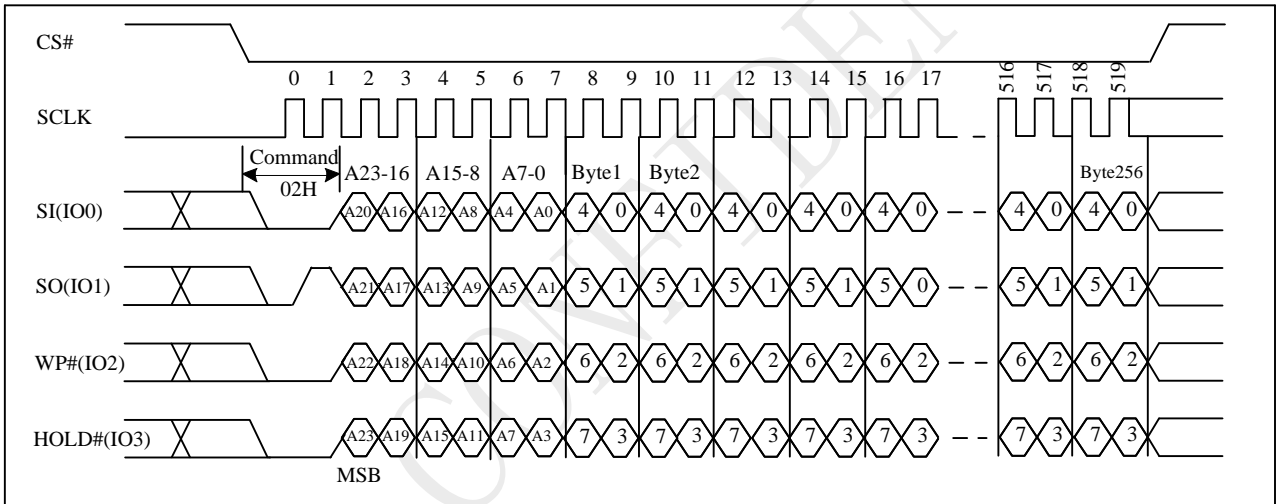 CONFIDEN
CS#
0 1 2 3 4 5 6 7 8 9 10 11 12 13 14 15 16 17 516 517 518 519
SCLK
Command
02H
A23-16 A15-8 A7-0 Byte1 Byte2 Byte256
SI(IO0) A20 A16 A12 A8 A4 A0 4 0 4 0 4 0 4 0 4 0 4 0 4 0
SO(IO1) A21 A17 A13 A9 A5 A1 5 1 5 1 5 1 5 1 5 0 5 1 5 1
WP#(IO2) A22 A18 A14 A10 A6 A2 6 2 6 2 6 2 6 2 6 2 6 2 6 2
HOLD#(IO3) A23 A19 A15 A11 A7 A3 7 3 7 3 7 3 7 3 7 3 7 3 7 3
MSB